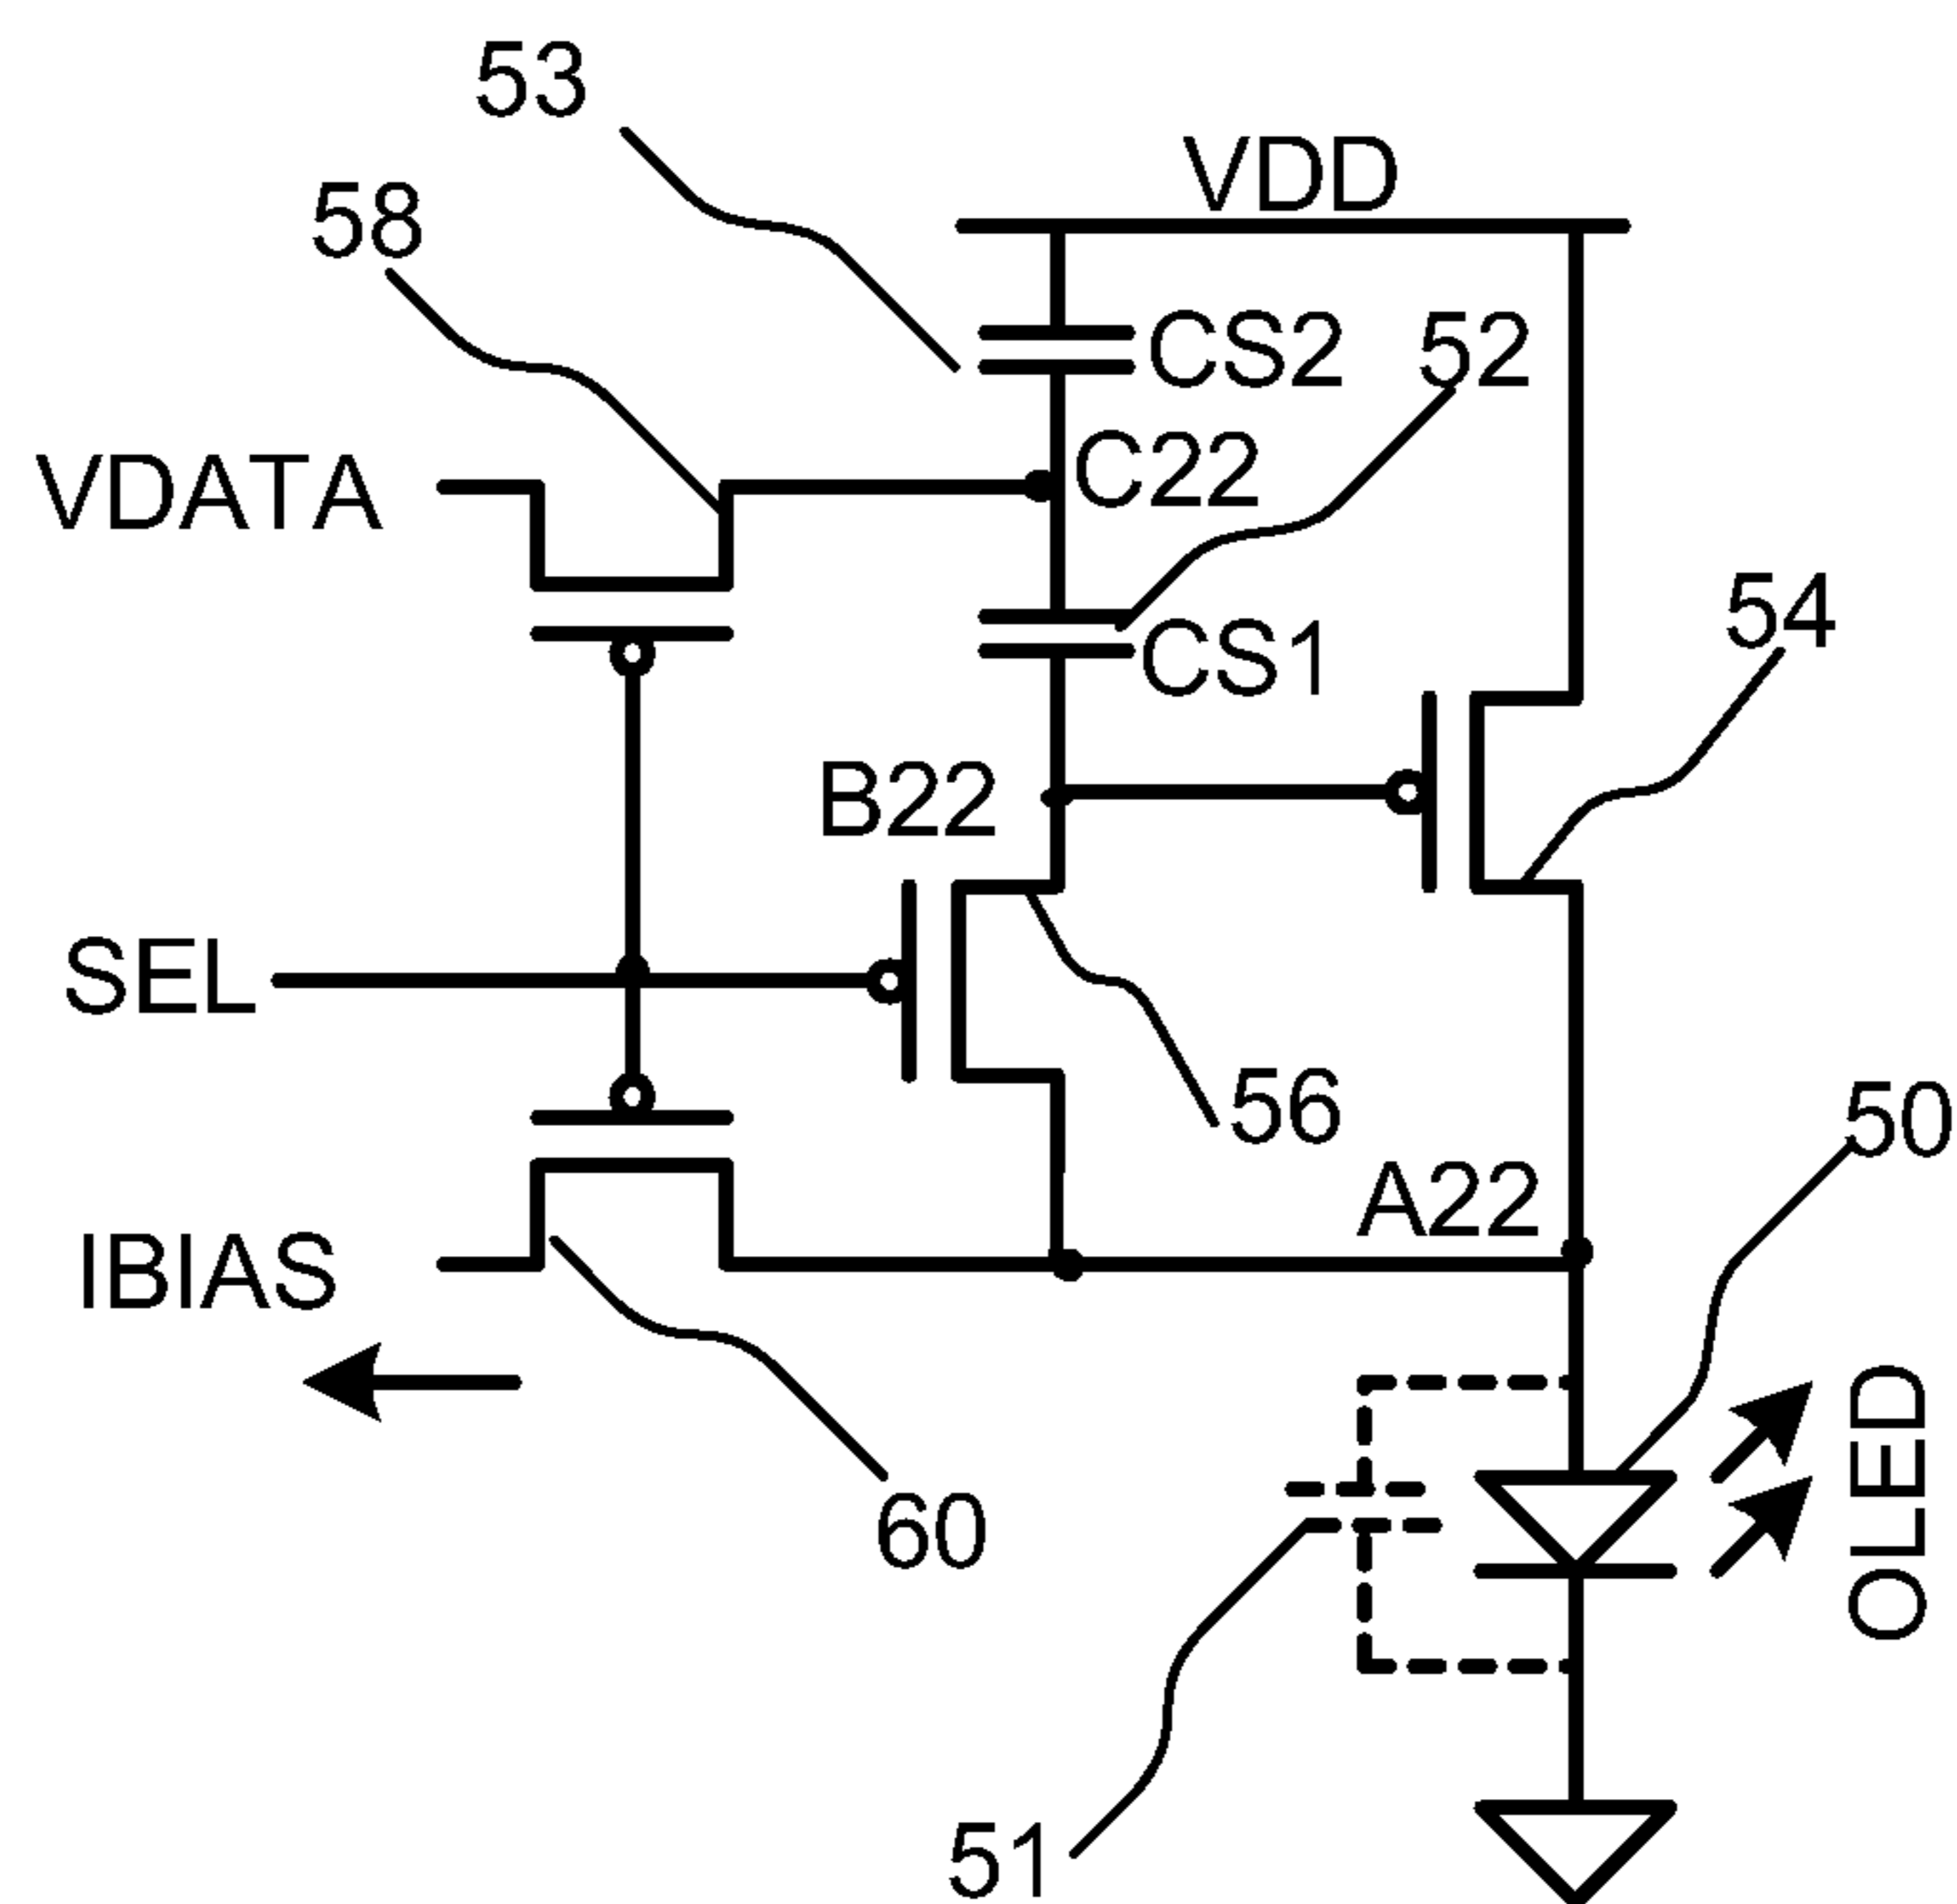 53
VDD
58
CS2
52
C22
VDATA
54
CS1
B22
SEL
56
50
A22
IBIAS
OLED
60
51